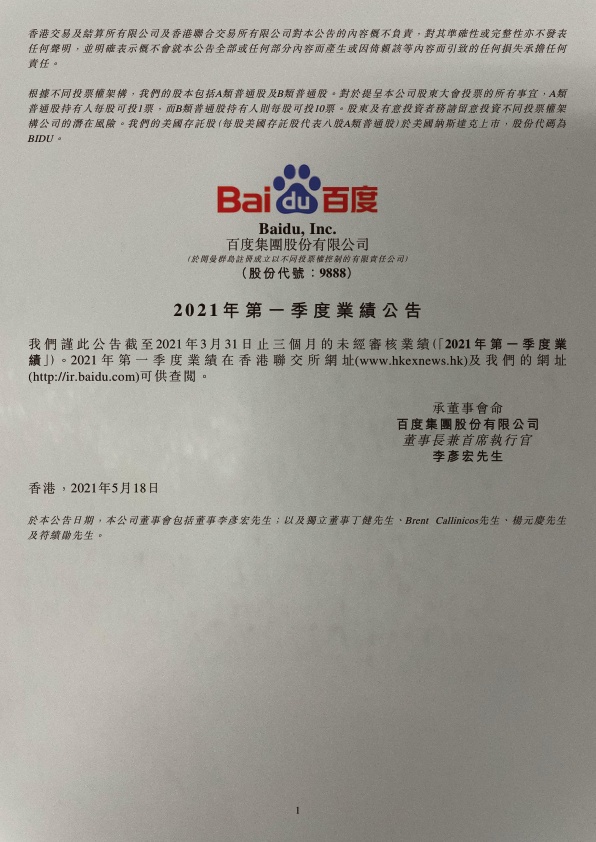 香港交易及結算所有限公司及香港聯合交易所有限公司對本公告的內容概不負責，對其準確性或完整性亦不發表
任何聲明，並明確表示概不會就本公告全部或任何部分內容而產生或因倚賴該等內容而引致的任何損失承擔任何
責任。
根據不同投票權架構，我們的股本包括A類普通股及B類普通股。對於提呈本公司股東大會投票的所有事宜，A類
普通股持有人每股可投1票，而B類普通股持有人則每股可投10票。股東及有意投資者務請留意投資不同投票權架
構公司的潛在風險。我們的美國存託股(每股美國存託股代表八股A類普通股)於美國納斯達克上市，股份代碼為
BIDU。
Bai du 百度
Baidu, Inc.
百度集團股份有限公司
(於開曼群島註冊成立以不同投票權控制的有限責任公司)
（股份代號：9888）
2021年第一季度業績公告
我們謹此公告截至2021年3月31日止三個月的未經審核業績(「2021年第一季度業
績」)。2021年第一季度業績在香港聯交所網址(www.hkexnews.hk)及我們的網址
(http://ir.baidu.com)可供查閱。
承董事會命
百度集團股份有限公司
董事長兼首席執行官
李彥宏先生
香港，2021年5月18日
於本公告日期，本公司董事會包括董事李彥宏先生；以及獨立董事丁健先生、Brent Callinicos先生、楊元慶先生
及符績勛先生。
1